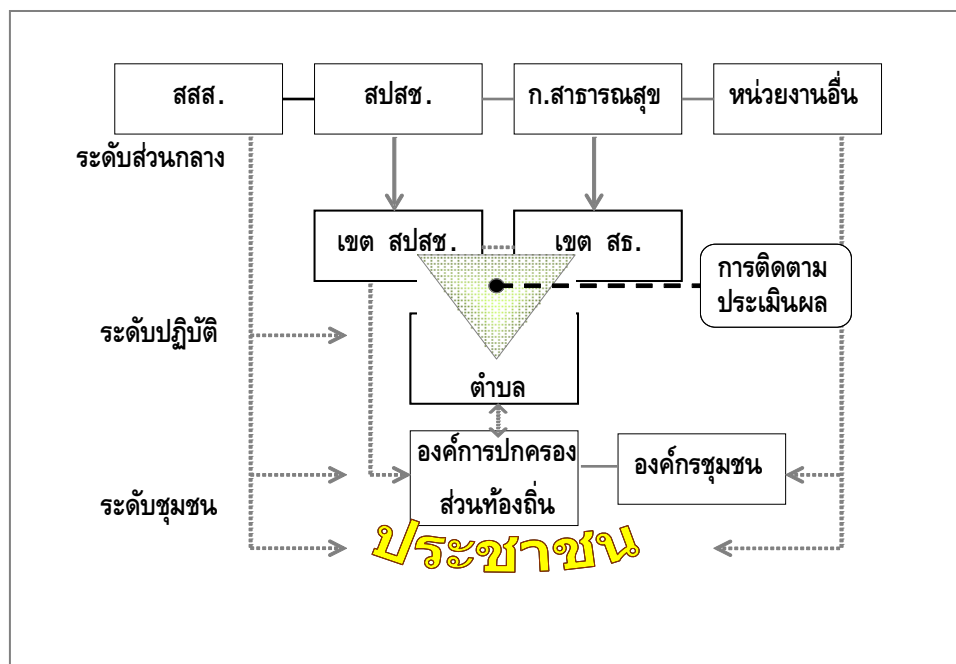 สสส.
สปสช.
ก.สาธารณสุข
หน่วยงานอื่น
ระดับส่วนกลาง
เขต สปสช.
เขต สธ.
การติดตาม
ประเมินผล
ระดับปฏิบัติ
ตำบล
องค์การปกครอง
ส่วนท้องถิ่น
องค์กรชุมชน
ระดับชุมชน
ประชาชน